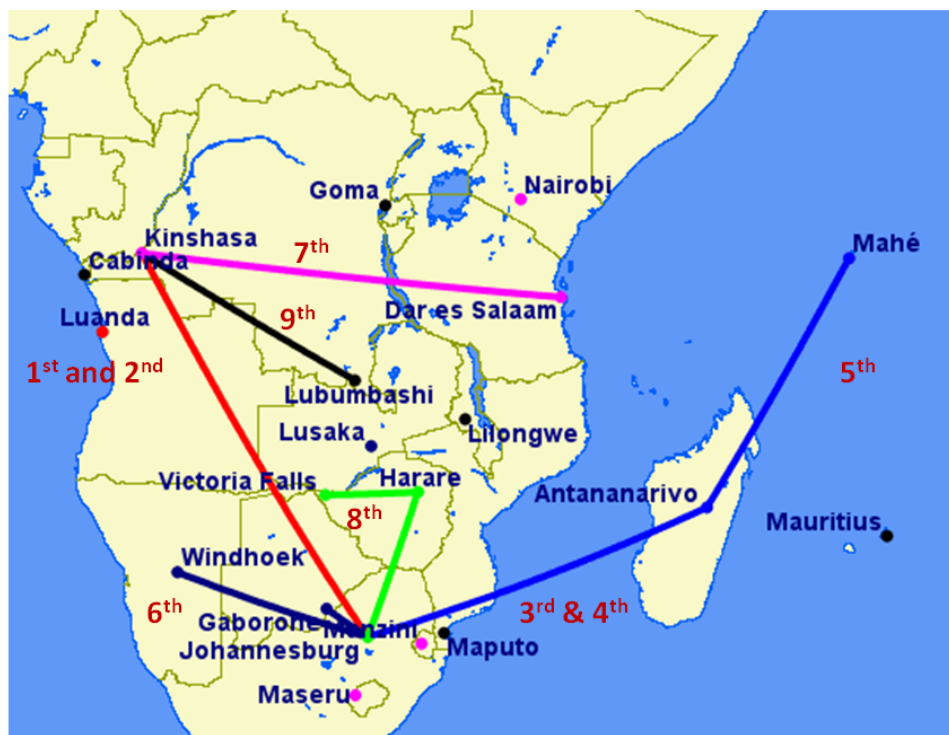 Nairobi
Goma
Kinshasa
Mahé
7th
Cabinda
Dar es Salaam
9th
Luanda
1st and 2nd
5th
Lubumbashi
Lusaka
Lilongwe
Victoria Falls
Harare
Antananarivo
8th
Mauritius
Windhoek
6th
3rd & 4th
Gaborone
Manzini
Johannesburg
Maputo
Maseru